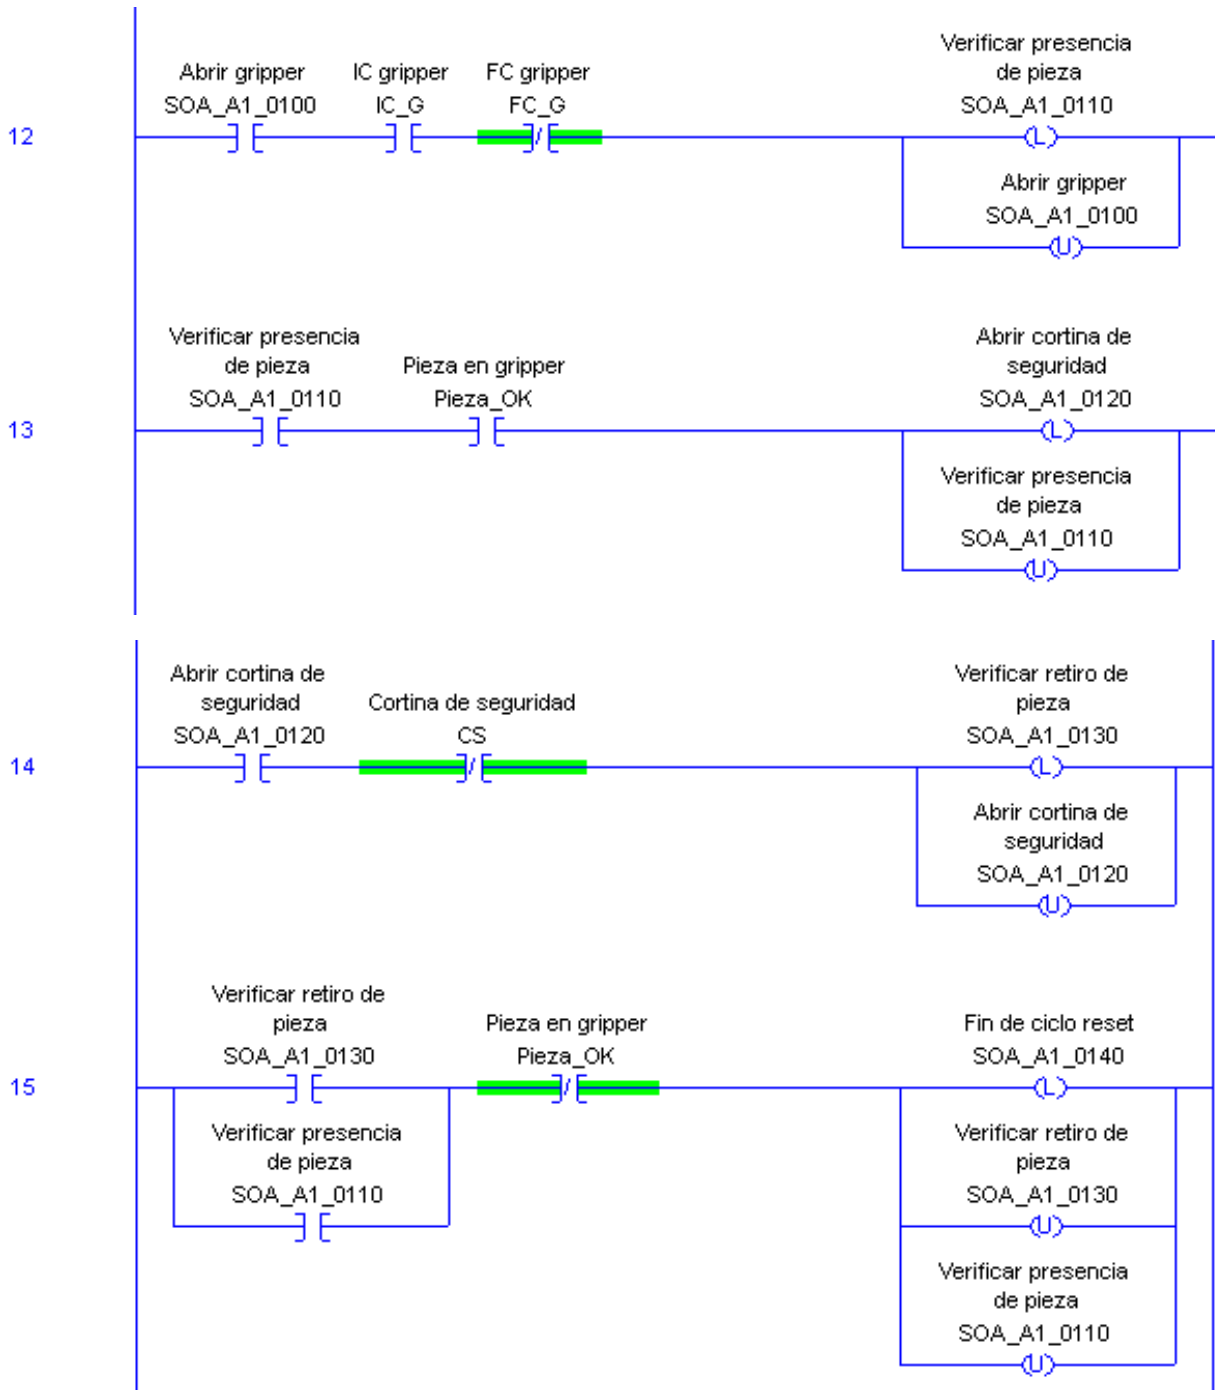 Abrir gripper
SOA_A1_0100
IC gripper
IC_G
FC gripper
FC_G
Verificar presencia
de pieza
SOA_A1_0110
12
L
Abrir gripper
SOA_A1_0100
U
Verificar presencia
de pieza
SOA_A1_0110
Pieza en gripper
Pieza_OK
Abrir cortina de
seguridad
SOA_A1_0120
13
L
Verificar presencia
de pieza
SOA_A1_0110
U
Abrir cortina de
seguridad
SOA_A1_0120
Cortina de seguridad
CS
Verificar retiro de
pieza
SOA_A1_0130
14
L
Abrir cortina de
seguridad
SOA_A1_0120
U
Verificar retiro de
pieza
SOA_A1_0130
Pieza en gripper
Pieza_OK
Fin de ciclo reset
SOA_A1_0140
15
L
Verificar presencia
de pieza
SOA_A1_0110
Verificar retiro de
pieza
SOA_A1_0130
U
Verificar presencia
de pieza
SOA_A1_0110
U